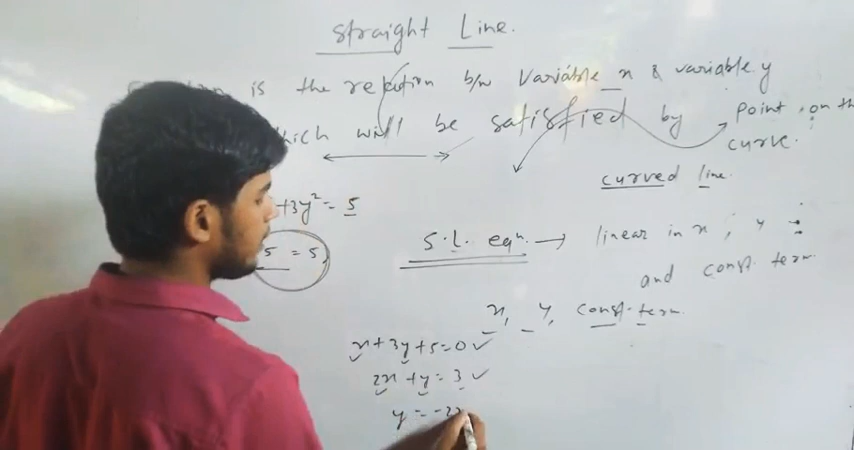 Straight Line.
is the relation b/w Variable x & variable y
which will be satisfied by point on the
curve.
curved line.
+3y² = 5
5 = 5,
S.L. eqⁿ. → linear in x, y
and const. term.
x, y, const. term.
x + 3y + 5 = 0 ✓
2x + y = 3 ✓
y = -2x